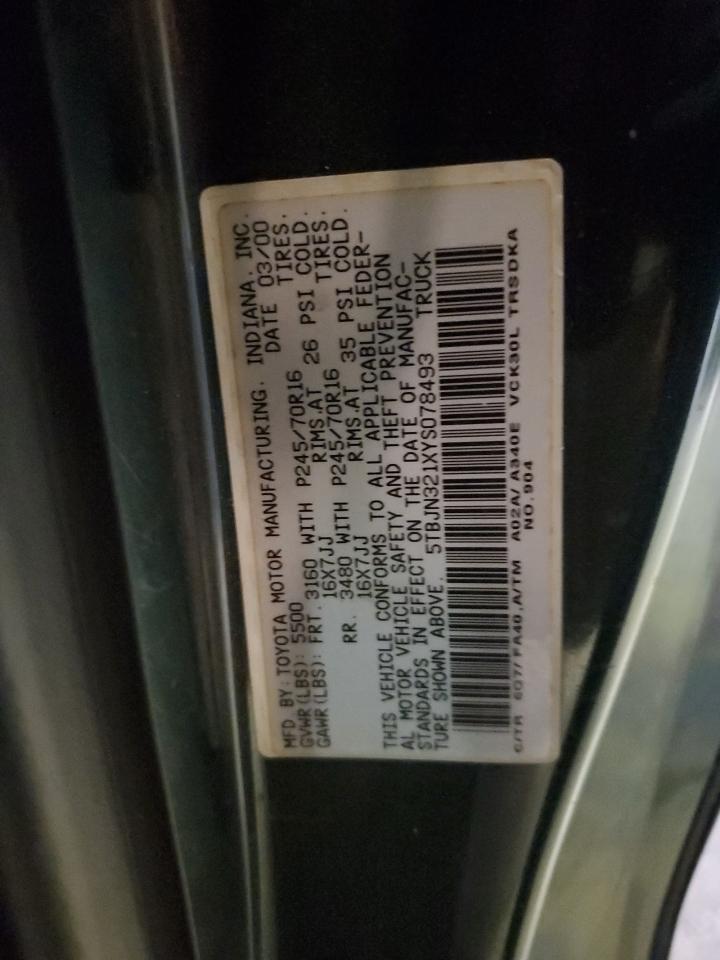 MFD BY: TOYOTA MOTOR MANUFACTURING, INDIANA, INC.
GVWR(LBS): 5500 DATE 03/00
GAWR(LBS): FRT. 3160 WITH P245/70R16 TIRES,
16X7JJ RIMS,AT 26 PSI COLD.
RR. 3480 WITH P245/70R16 TIRES,
16X7JJ RIMS,AT 35 PSI COLD.
THIS VEHICLE CONFORMS TO ALL APPLICABLE FEDER-
AL MOTOR VEHICLE SAFETY AND THEFT PREVENTION
STANDARDS IN EFFECT ON THE DATE OF MANUFAC-
TURE SHOWN ABOVE. 5TBJN321XYS078493 TRUCK
C/TR 6Q7/FA40,A/TM A02A/A340E VCK30L TRSDKA
NO.904